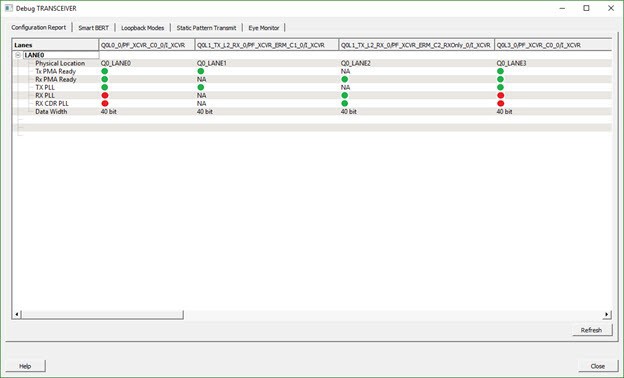 Debug TRANSCEIVER
Configuration Report Smart BERT Loopback Modes Static Pattern Transmit Eye Monitor
Lanes Q0L0_0/PF_XCVR_C0_0/I_XCVR Q0L1_TX_L2_RX_0/PF_XCVR_ERM_C1_0/I_XCVR Q0L1_TX_L2_RX_0/PF_XCVR_ERM_C2_RXOnly_0/I_XCVR Q0L3_0/PF_XCVR_C0_0/I_XCVR
LANE0
Physical Location Q0_LANE0 Q0_LANE1 Q0_LANE2 Q0_LANE3
Tx PMA Ready NA
Rx PMA Ready NA
TX PLL NA
RX PLL NA
RX CDR PLL NA
Data Width 40 bit 40 bit 40 bit 40 bit
Refresh
Help Close